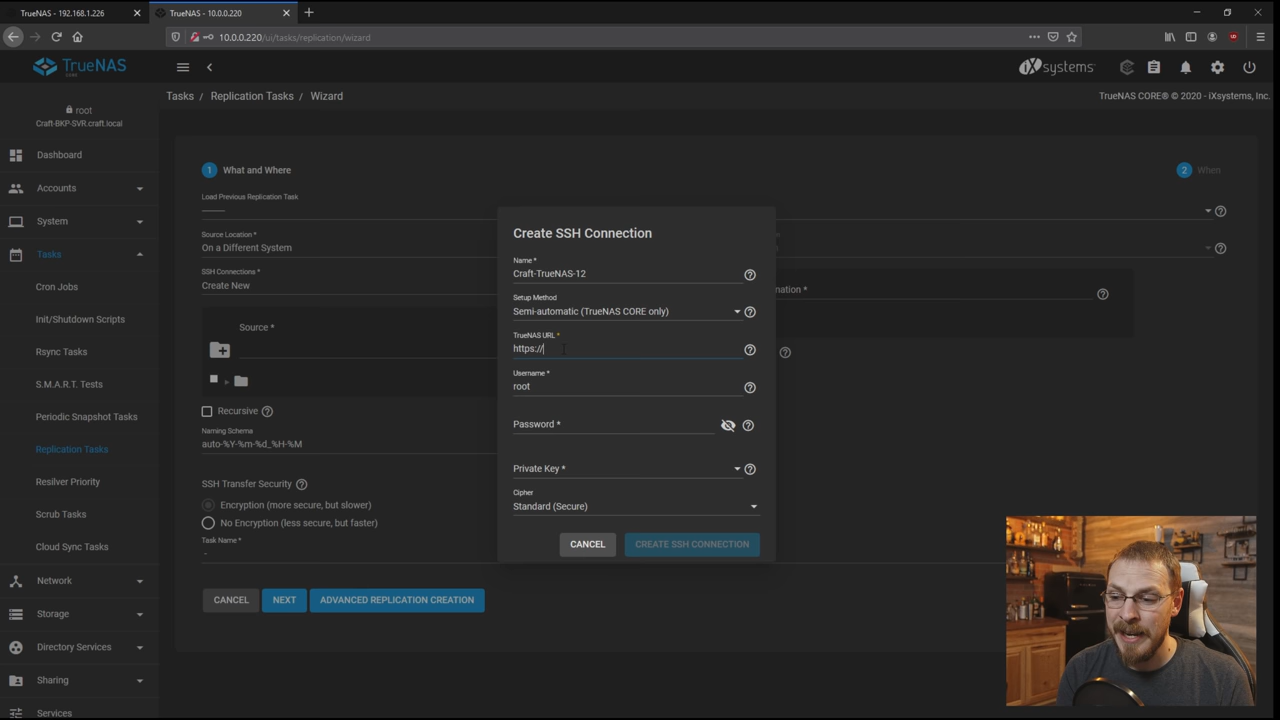 TrueNAS - 192.168.1.226
TrueNAS - 10.0.0.220
10.0.0.220/ui/tasks/replication/wizard
TrueNAS
CORE
iXsystems
Tasks / Replication Tasks / Wizard
TrueNAS CORE® © 2020 - iXsystems, Inc.
root
Craft-BKP-SVR.craft.local
Dashboard
Accounts
System
Tasks
Cron Jobs
Init/Shutdown Scripts
Rsync Tasks
S.M.A.R.T. Tests
Periodic Snapshot Tasks
Replication Tasks
Resilver Priority
Scrub Tasks
Cloud Sync Tasks
Network
Storage
Directory Services
Sharing
Services
1 What and Where
2 When
Load Previous Replication Task
Source Location *
On a Different System
SSH Connections *
Create New
Source *
Recursive
Naming Schema
auto-%Y-%m-%d_%H-%M
SSH Transfer Security
Encryption (more secure, but slower)
No Encryption (less secure, but faster)
Task Name *
CANCEL
NEXT
ADVANCED REPLICATION CREATION
Create SSH Connection
Name *
Craft-TrueNAS-12
Setup Method
Semi-automatic (TrueNAS CORE only)
TrueNAS URL *
https://
Username *
root
Password *
Private Key *
Cipher
Standard (Secure)
CANCEL
CREATE SSH CONNECTION